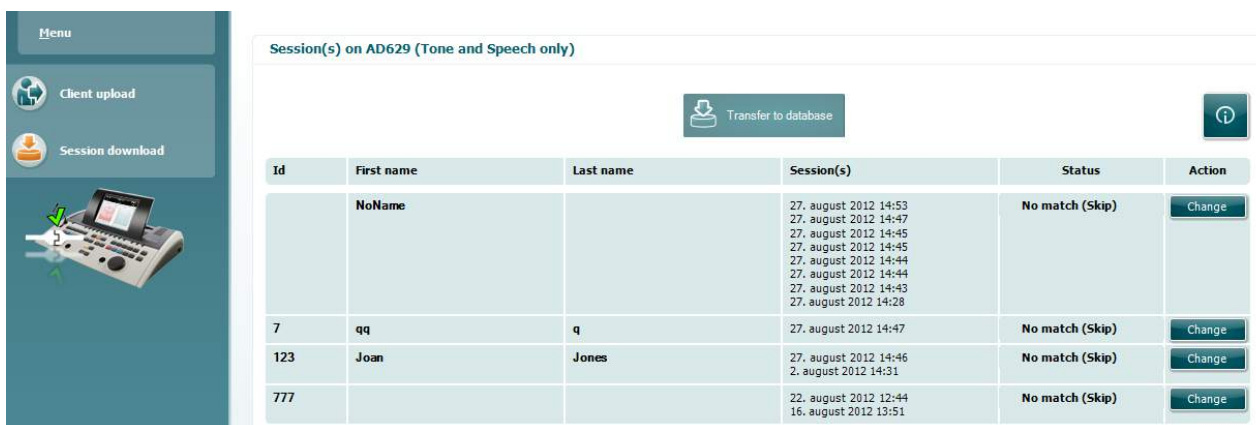 Menu
Client upload
Session download
Session(s) on AD629 (Tone and Speech only)
Transfer to database
Id First name Last name Session(s) Status Action
NoName 27. august 2012 14:53 No match (Skip) Change
27. august 2012 14:47
27. august 2012 14:45
27. august 2012 14:45
27. august 2012 14:44
27. august 2012 14:44
27. august 2012 14:43
27. august 2012 14:28
7 qq q 27. august 2012 14:47 No match (Skip) Change
123 Joan Jones 27. august 2012 14:46 No match (Skip) Change
2. august 2012 14:31
777 22. august 2012 12:44 No match (Skip) Change
16. august 2012 13:51